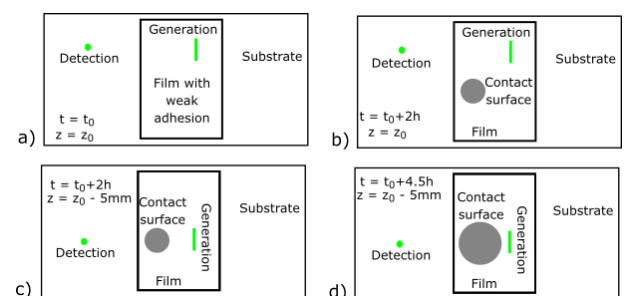 a)
Generation
Detection
Substrate
Film with
weak
adhesion
t = t0
z = z0
b)
Generation
Detection
Substrate
Contact
surface
t = t0+2h
z = z0
Film
c)
t = t0+2h
z = z0 - 5mm
Contact
surface
Generation
Substrate
Detection
Film
d)
t = t0+4.5h
z = z0 - 5mm
Contact
surface
Generation
Substrate
Detection
Film